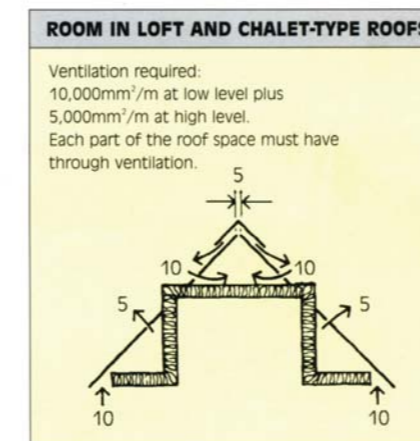 ROOM IN LOFT AND CHALET-TYPE ROOFS
Ventilation required:
10,000mm²/m at low level plus
5,000mm²/m at high level.
Each part of the roof space must have
through ventilation.
5
10 10
5 5
10 10